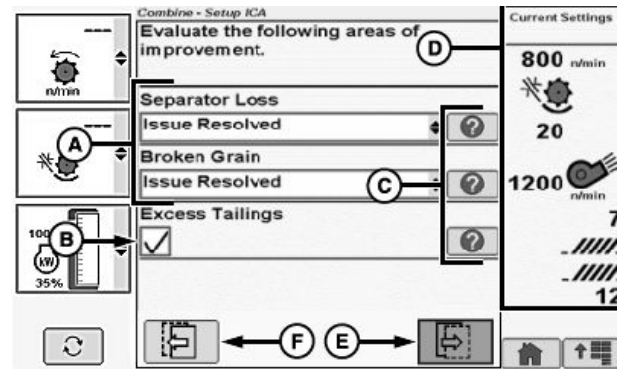 Combine - Setup ICA
Evaluate the following areas of
improvement.
Current Settings
---
n/min
---
100
kW
35%
Separator Loss
Issue Resolved
Broken Grain
Issue Resolved
Excess Tailings
A
B
C
D
E
F
800 n/min
20
1200
n/min
7
12